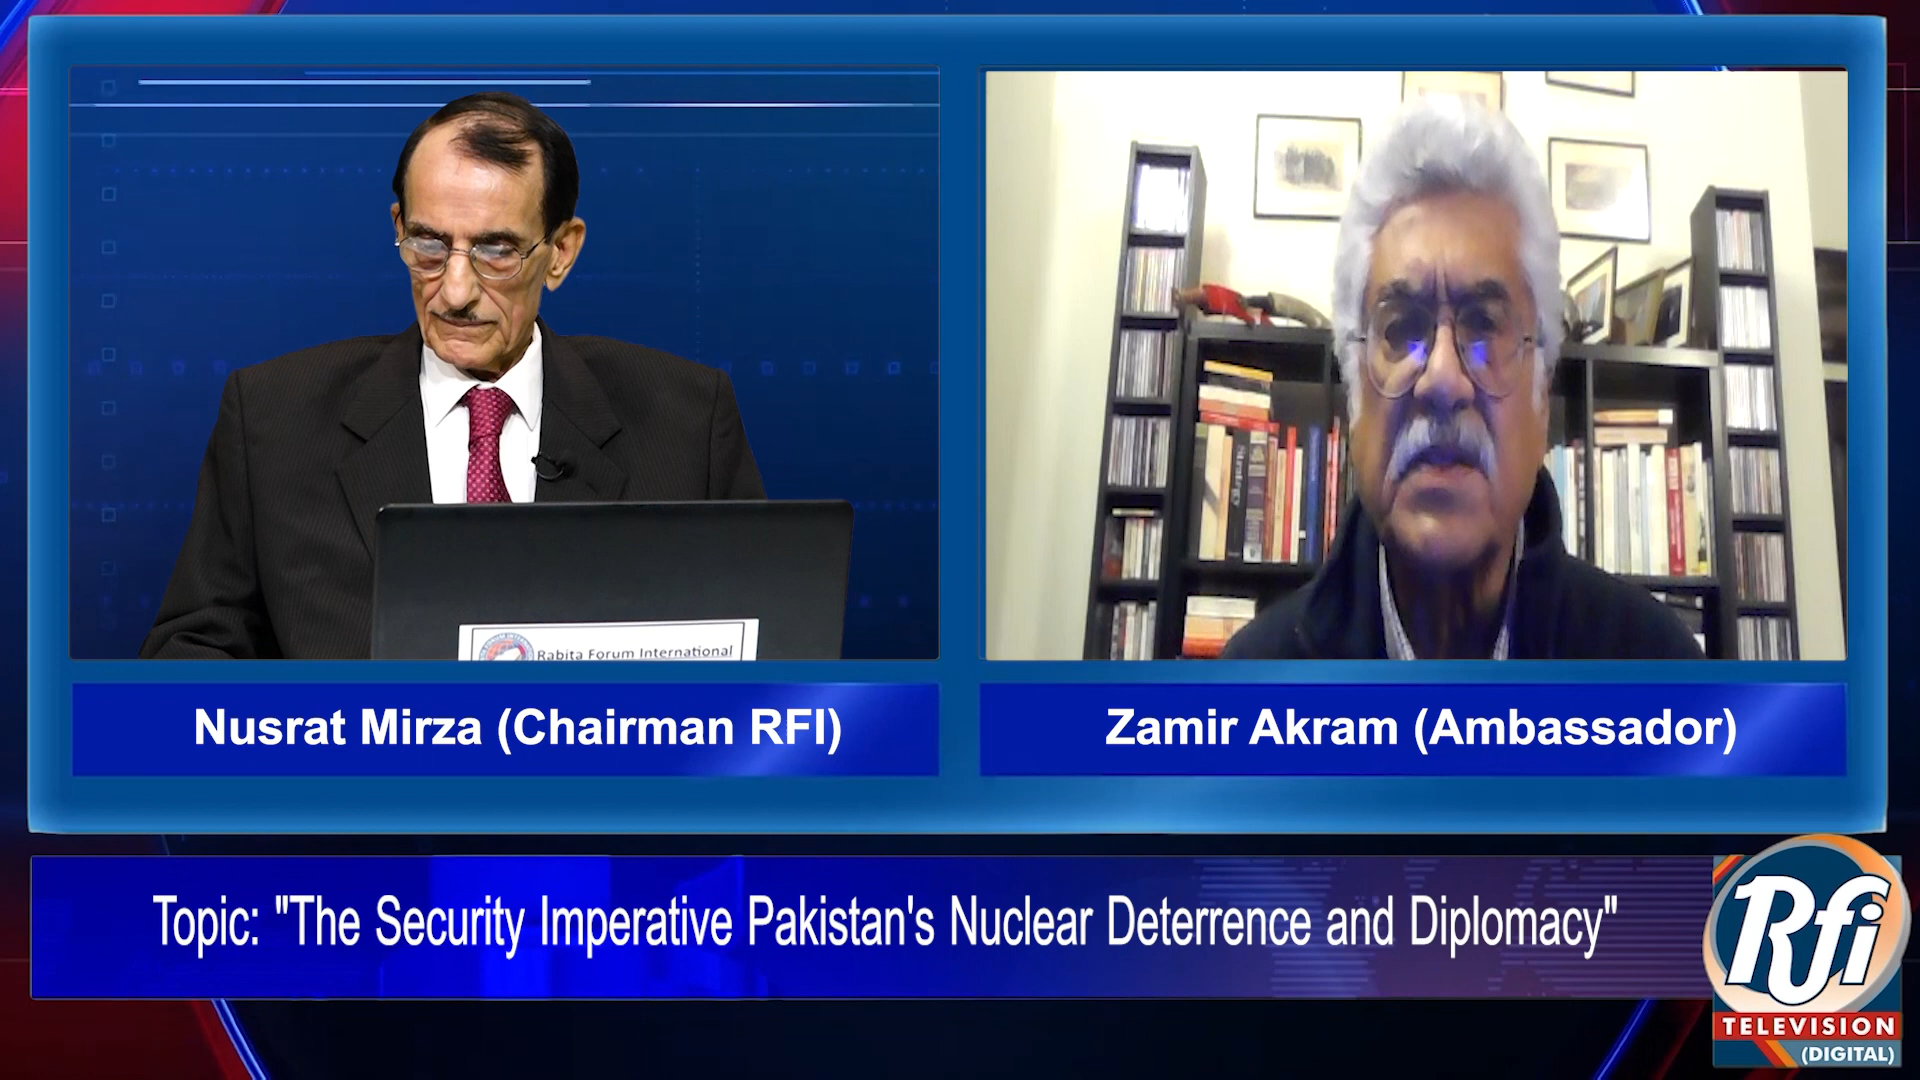 Strategy
Rabita Forum International
Nusrat Mirza (Chairman RFI)
Zamir Akram (Ambassador)
Topic: "The Security Imperative Pakistan's Nuclear Deterrence and Diplomacy"
Rfi
TELEVISION
(DIGITAL)